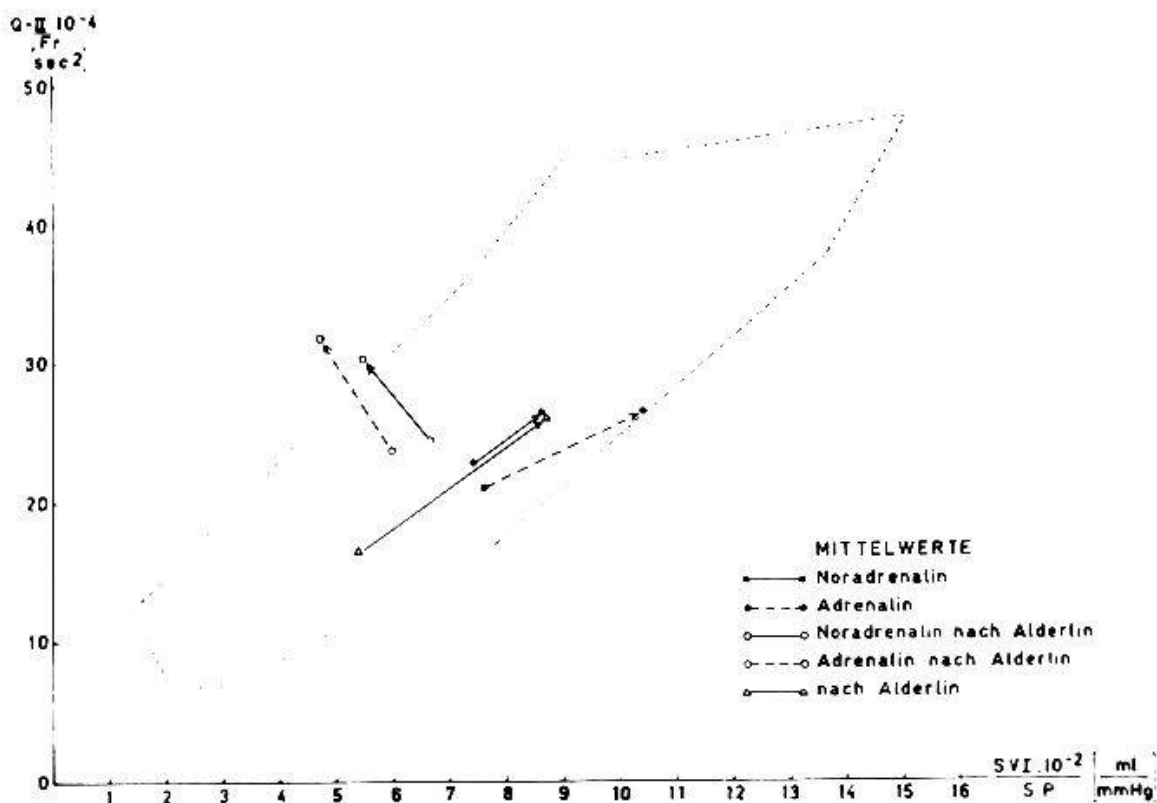 Q-II 10⁻⁴
Fr
sec²
50
40
30
20
10
0
MITTELWERTE
Noradrenalin
Adrenalin
Noradrenalin nach Alderlin
Adrenalin nach Alderlin
nach Alderlin
1 2 3 4 5 6 7 8 9 10 11 12 13 14 15 16
SVI.10⁻² ml
SP mmHg